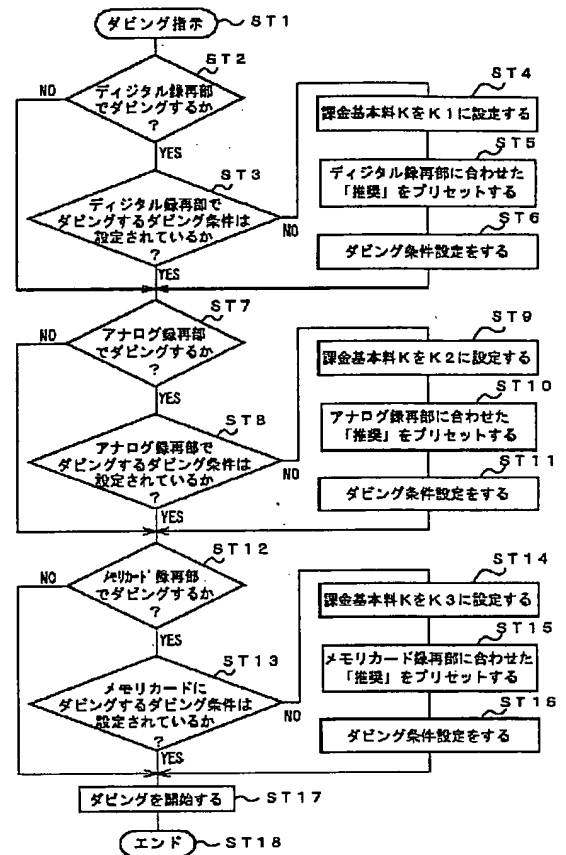 ダビング指示
ST1
ST2
ディジタル録再部
でダビングするか
?
NO
YES
ST3
ディジタル録再部で
ダビングするダビング条件は
設定されているか
?
NO
YES
ST4
課金基本料KをK1に設定する
ST5
ディジタル録再部に合わせた
「推奨」をプリセットする
ST6
ダビング条件設定をする
ST7
アナログ録再部
でダビングするか
?
NO
YES
ST8
アナログ録再部で
ダビングするダビング条件は
設定されているか
?
NO
YES
ST9
課金基本料KをK2に設定する
ST10
アナログ録再部に合わせた
「推奨」をプリセットする
ST11
ダビング条件設定をする
ST12
メモリカード録再部
でダビングするか
?
NO
YES
ST13
メモリカードに
ダビングするダビング条件は
設定されているか
?
NO
YES
ST14
課金基本料KをK3に設定する
ST15
メモリカード録再部に合わせた
「推奨」をプリセットする
ST16
ダビング条件設定をする
ダビングを開始する
ST17
エンド
ST18